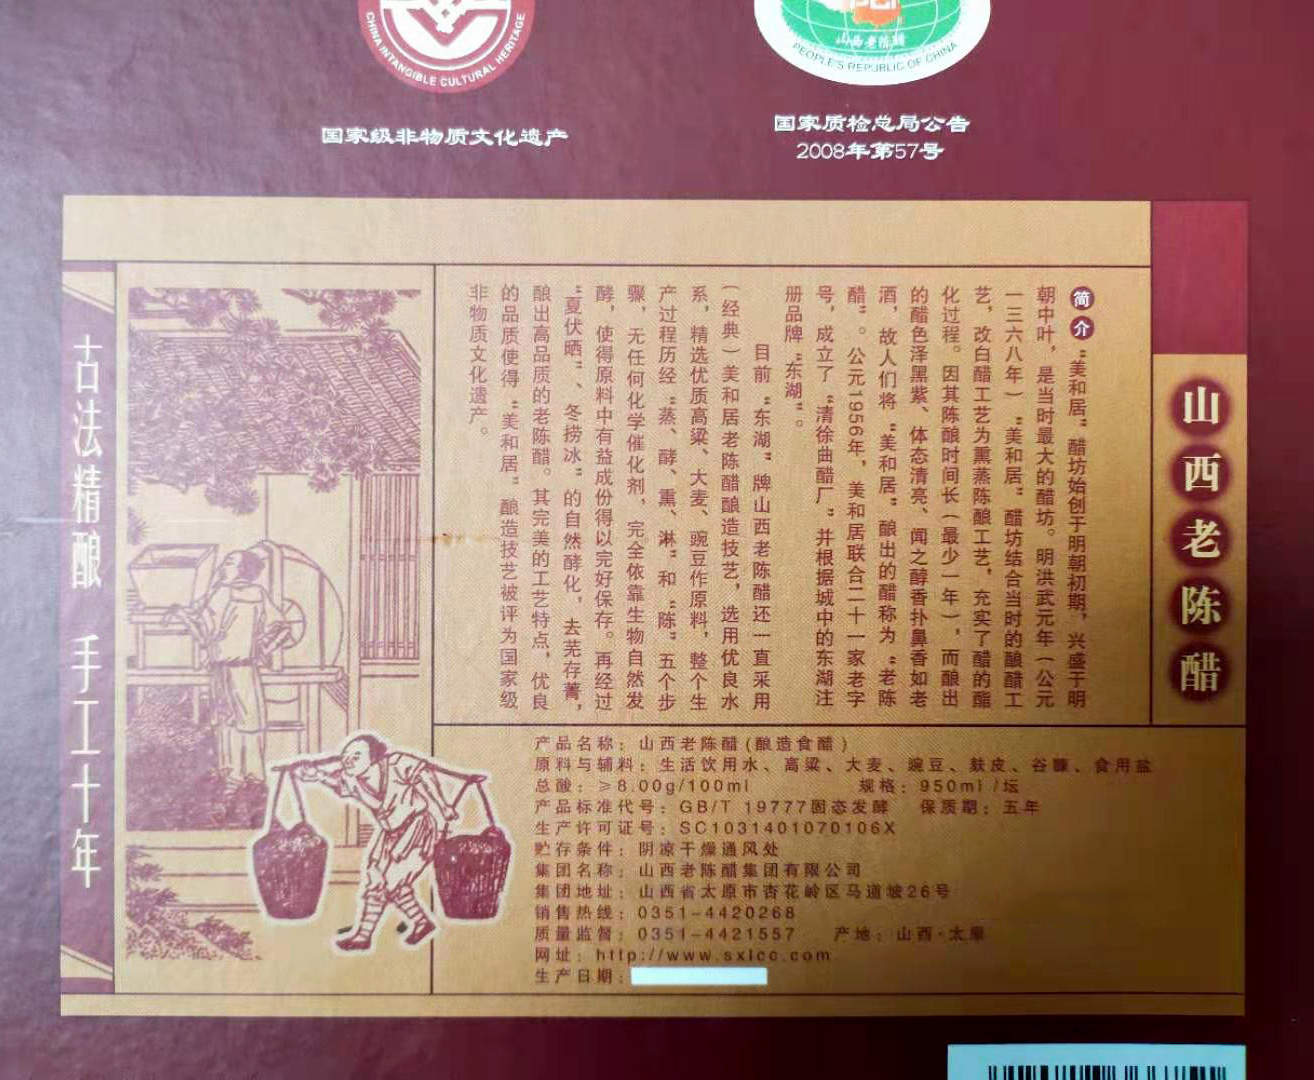 CHINA INTANGIBLE CULTURAL HERITAGE
国家级非物质文化遗产
山西老陈醋
PEOPLE'S REPUBLIC OF CHINA
国家质检总局公告
2008年第57号
山西老陈醋
简介 “美和居”醋坊始创于明朝初期，兴盛于明
朝中叶，是当时最大的醋坊。明洪武元年（公元
一三六八年）“美和居”醋坊结合当时的酿醋工
艺，改白醋工艺为熏蒸陈酿工艺，充实了醋的酯
化过程。因其陈酿时间长（最少一年），而酿出
的醋色泽黑紫、体态清亮、闻之醇香扑鼻香如老
酒，故人们将“美和居”酿出的醋称为“老陈
醋”。公元1956年，美和居联合二十一家老字
号，成立了“清徐曲醋厂”并根据城中的东湖注
册品牌“东湖”。
目前“东湖”牌山西老陈醋还一直采用
（经典）美和居老陈醋酿造技艺，选用优良水
系，精选优质高粱、大麦、豌豆作原料，整个生
产过程历经“蒸、酵、熏、淋”和“陈”五个步
骤，无任何化学催化剂，完全依靠生物自然发
酵，使得原料中有益成份得以完好保存。再经过
“夏伏晒”、冬捞冰”的自然酵化，去芜存菁，
酿出高品质的老陈醋。其完美的工艺特点，优良
的品质使得“美和居”酿造技艺被评为国家级
非物质文化遗产。
古法精酿 手工十年
产品名称：山西老陈醋(酿造食醋)
原料与辅料：生活饮用水、高粱、大麦、豌豆、麸皮、谷糠、食用盐
总酸：≥8.00g/100ml 规格：950ml /坛
产品标准代号：GB/T 19777固态发酵 保质期：五年
生产许可证号：SC1031401070106X
贮存条件：阴凉干燥通风处
集团名称：山西老陈醋集团有限公司
集团地址：山西省太原市杏花岭区马道坡26号
销售热线：0351-4420268
质量监督：0351-4421557 产地：山西·太原
网址：http://www.sxlcc.com
生产日期：